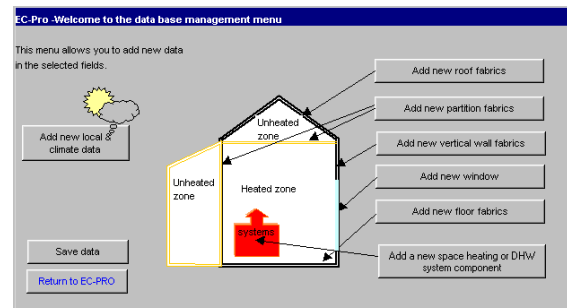 EC-Pro -Welcome to the data base management menu
This menu allows you to add new data
in the selected fields.
Add new roof fabrics
Add new partition fabrics
Unheated
zone
Add new local &
climate data
Add new vertical wall fabrics
Add new window
Unheated
zone
Heated zone
Add new floor fabrics
systems
Save data
Add a new space heating or DHW
system component
Return to EC-PRO